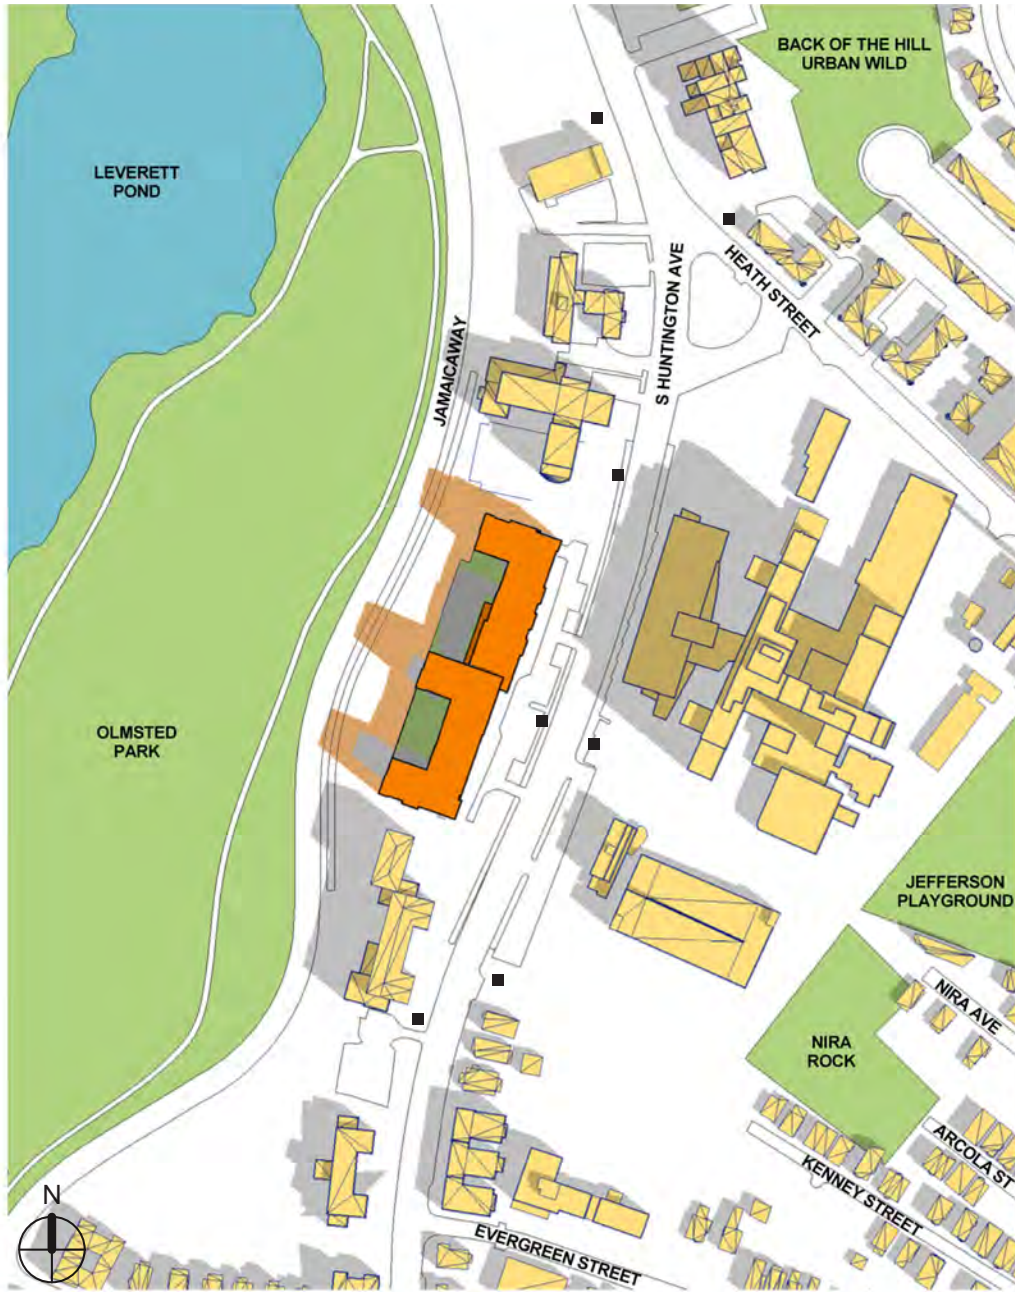 BACK OF THE HILL
URBAN WILD
LEVERETT
POND
S HUNTINGTON AVE
HEATH STREET
JAMAICAWAY
OLMSTED
PARK
JEFFERSON
PLAYGROUND
NIRA AVE
NIRA
ROCK
ARCOLA ST
KENNEY STREET
N
EVERGREEN STREET